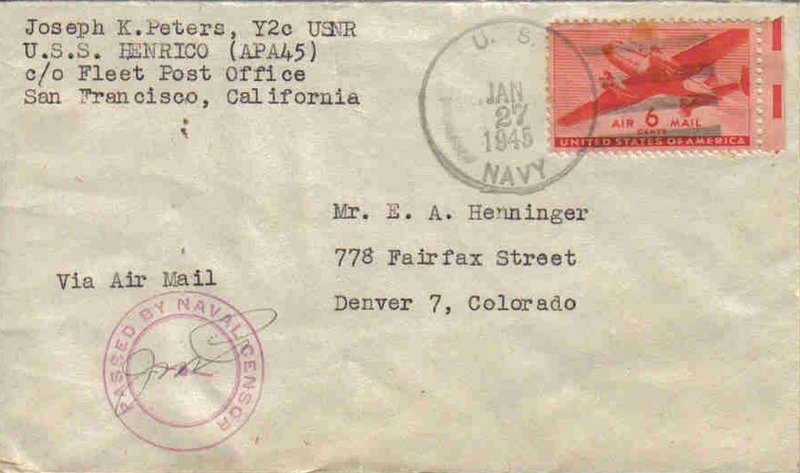 Joseph K.Peters, Y2c USNR
U.S.S. HENRICO (APA45)
c/o Fleet Post Office
San Francisco, California
U. S.
JAN
27
1945
NAVY
AIR 6 MAIL
CENTS
UNITED STATES OF AMERICA
Mr. E. A. Henninger
778 Fairfax Street
Denver 7, Colorado
Via Air Mail
PASSED BY NAVAL CENSOR